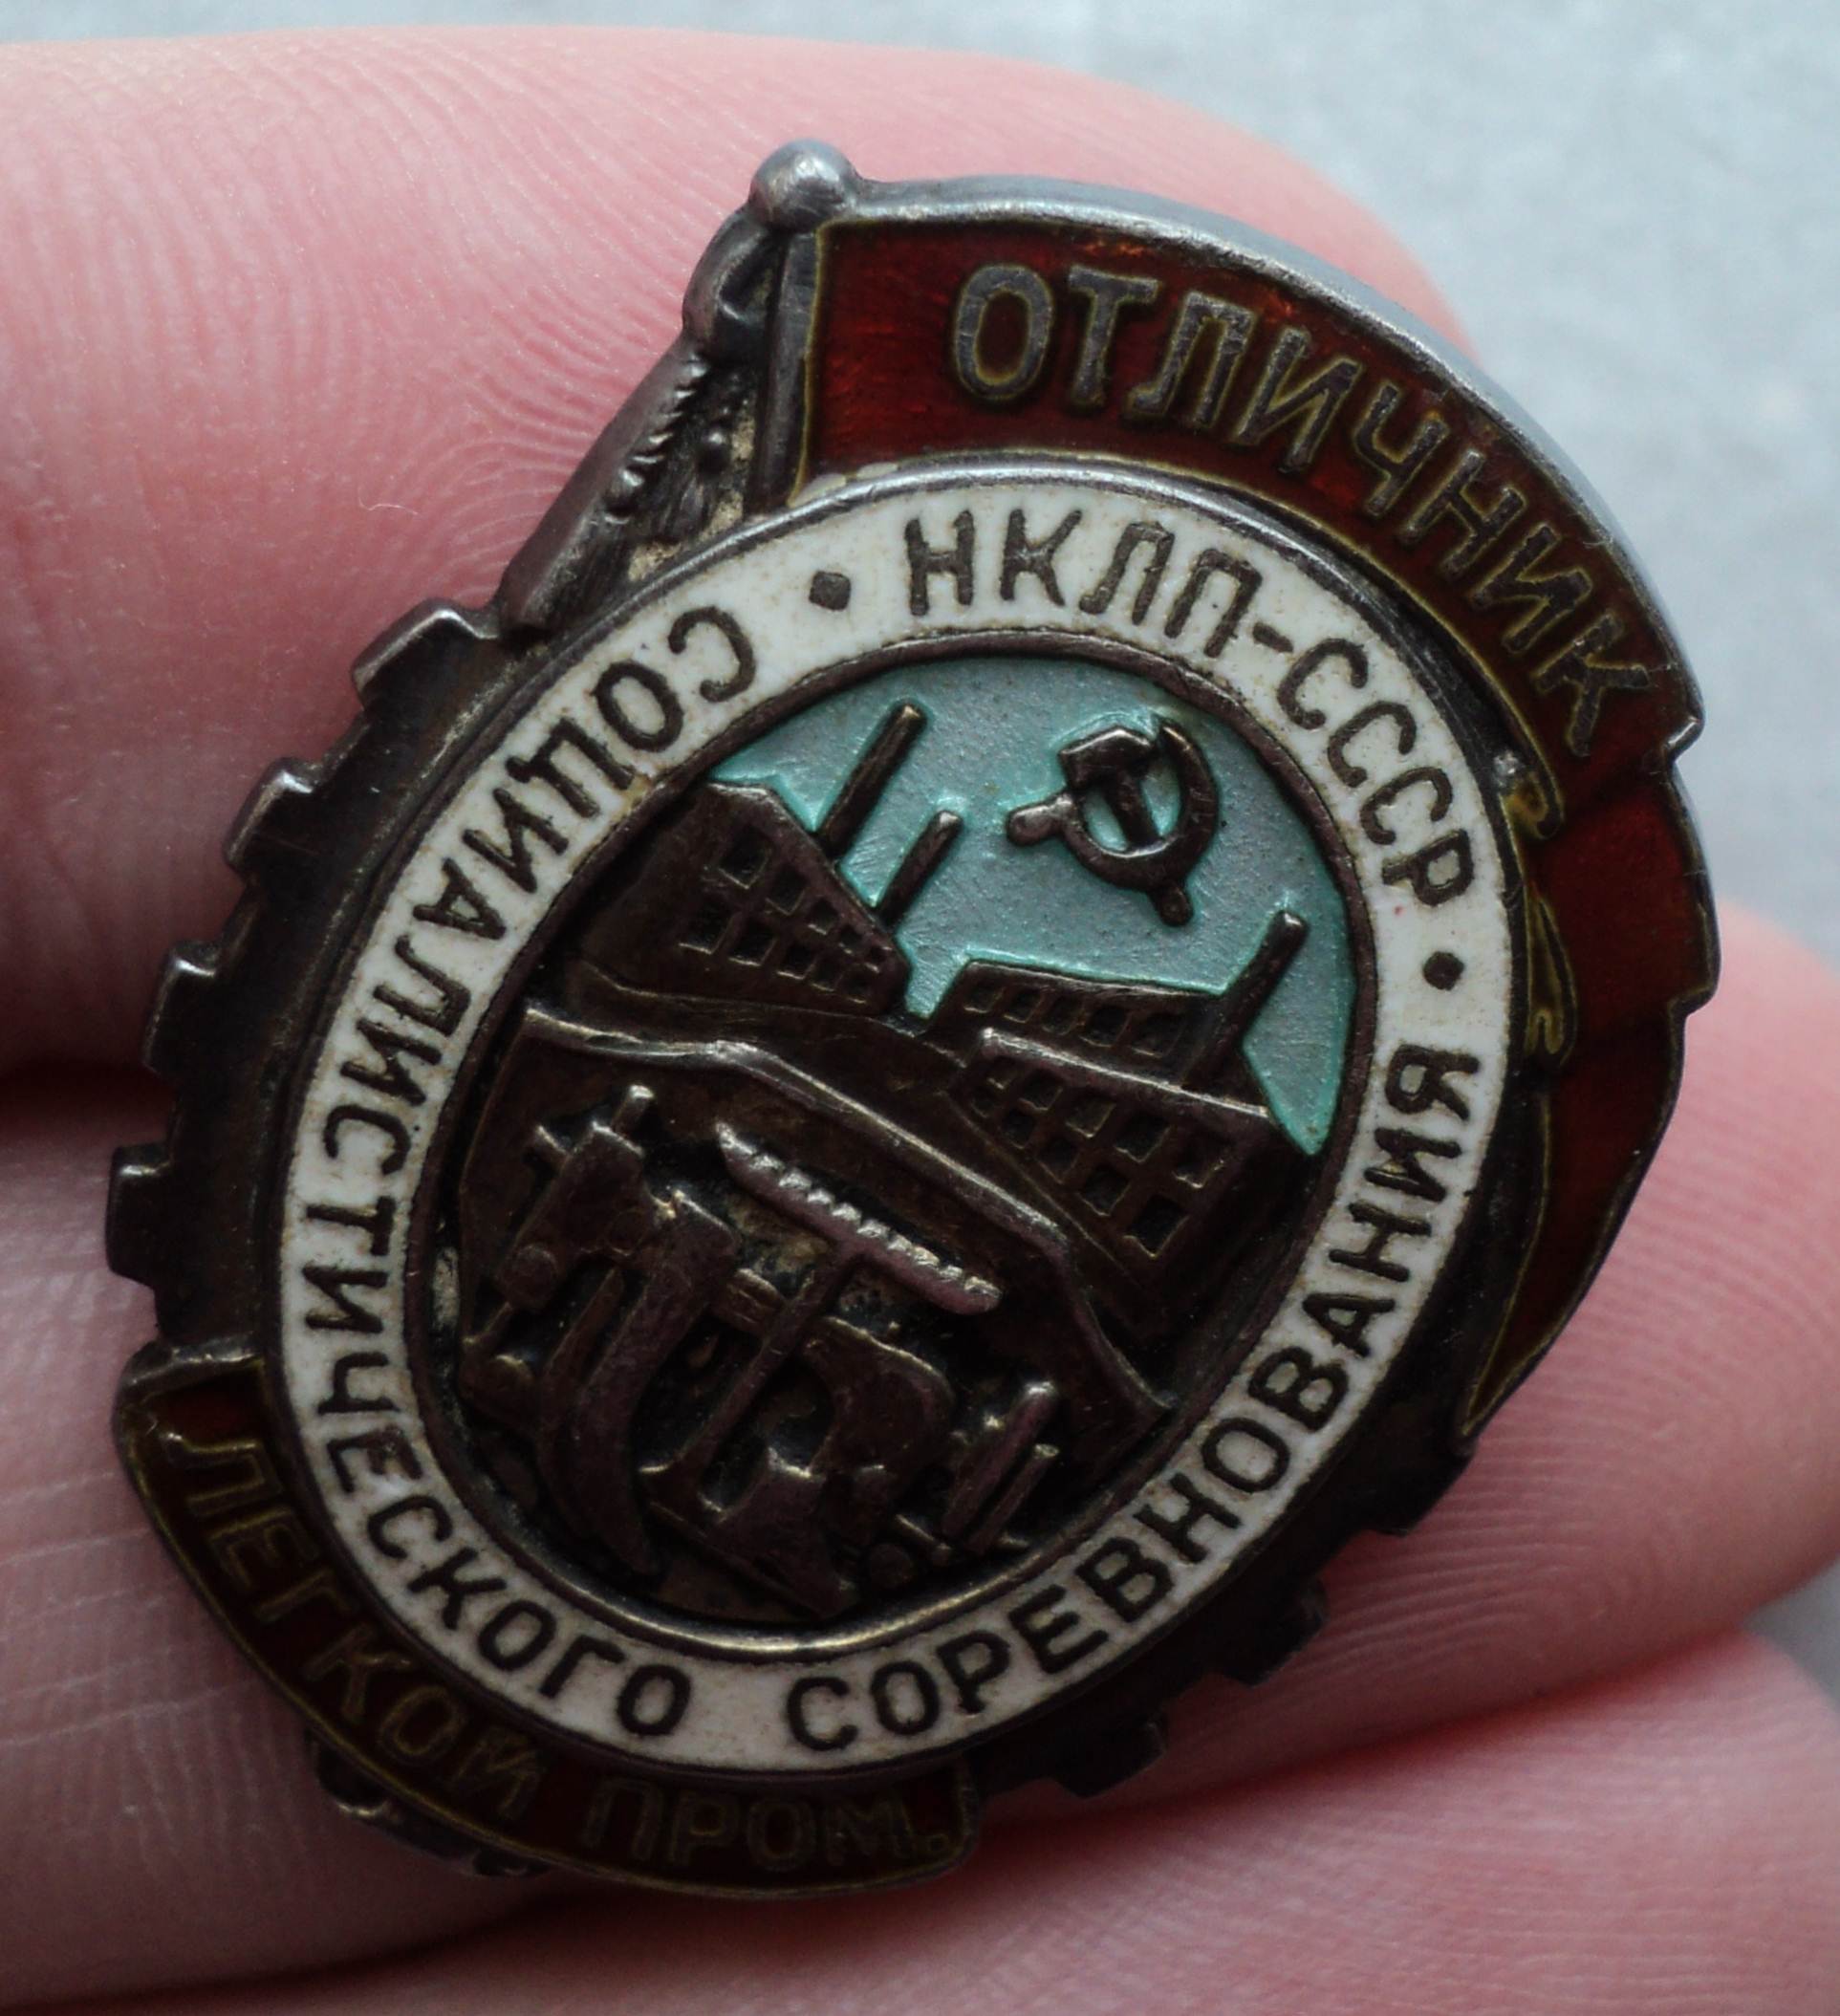 ОТЛИЧНИК
НКЛП-СССР
СОЦИАЛИСТИЧЕСКОГО СОРЕВНОВАНИЯ
ЛЕГКОЙ ПРОМ.